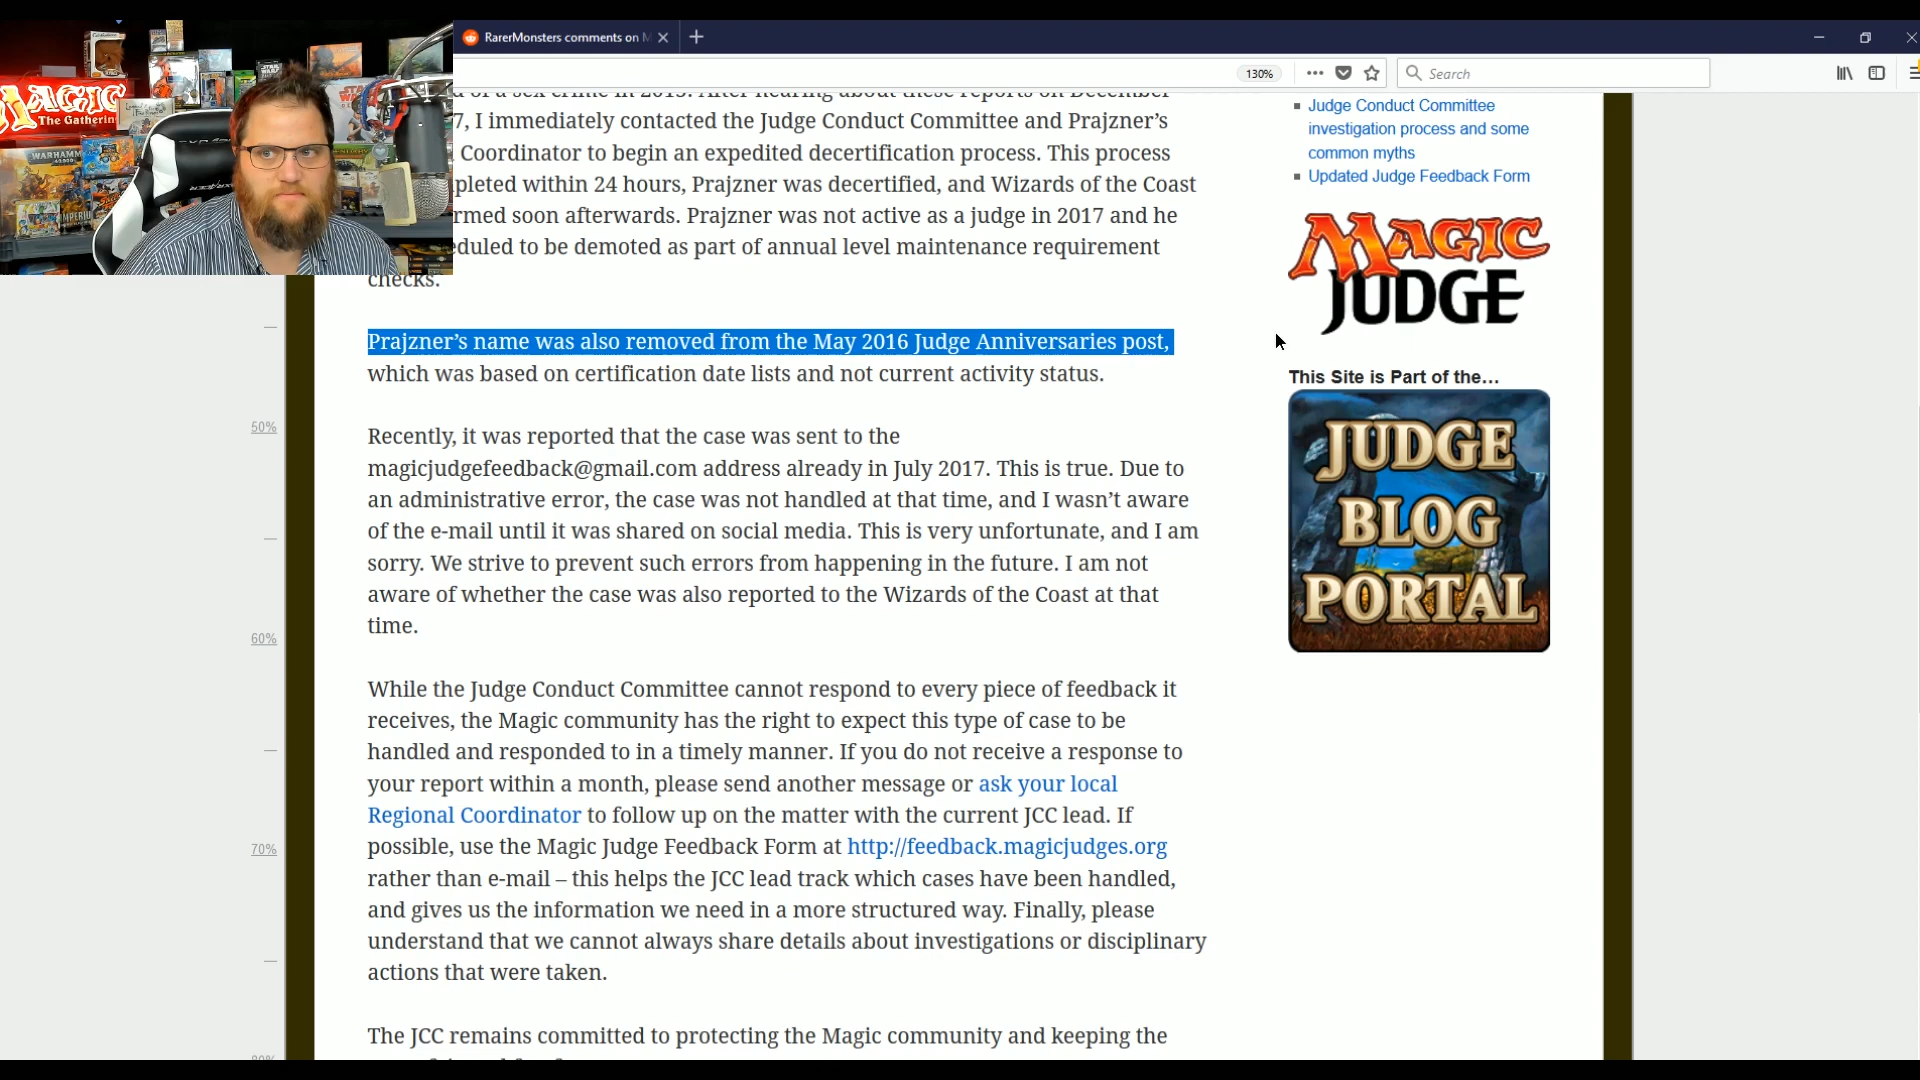 RarerMonsters comments on M
130%
Search
MAGIC
The Gathering
WARHAMMER
d of a sex crime in 2015. After hearing about these reports on December
7, I immediately contacted the Judge Conduct Committee and Prajzner’s
Coordinator to begin an expedited decertification process. This process
pleted within 24 hours, Prajzner was decertified, and Wizards of the Coast
rmed soon afterwards. Prajzner was not active as a judge in 2017 and he
eduled to be demoted as part of annual level maintenance requirement
checks.
Prajzner’s name was also removed from the May 2016 Judge Anniversaries post,
which was based on certification date lists and not current activity status.
50%
Recently, it was reported that the case was sent to the
magicjudgefeedback@gmail.com address already in July 2017. This is true. Due to
an administrative error, the case was not handled at that time, and I wasn’t aware
of the e-mail until it was shared on social media. This is very unfortunate, and I am
sorry. We strive to prevent such errors from happening in the future. I am not
aware of whether the case was also reported to the Wizards of the Coast at that
time.
60%
While the Judge Conduct Committee cannot respond to every piece of feedback it
receives, the Magic community has the right to expect this type of case to be
handled and responded to in a timely manner. If you do not receive a response to
your report within a month, please send another message or ask your local
Regional Coordinator to follow up on the matter with the current JCC lead. If
possible, use the Magic Judge Feedback Form at http://feedback.magicjudges.org
70%
rather than e-mail – this helps the JCC lead track which cases have been handled,
and gives us the information we need in a more structured way. Finally, please
understand that we cannot always share details about investigations or disciplinary
actions that were taken.
The JCC remains committed to protecting the Magic community and keeping the
Judge Conduct Committee
investigation process and some
common myths
Updated Judge Feedback Form
MAGIC
JUDGE
This Site is Part of the…
JUDGE
BLOG
PORTAL